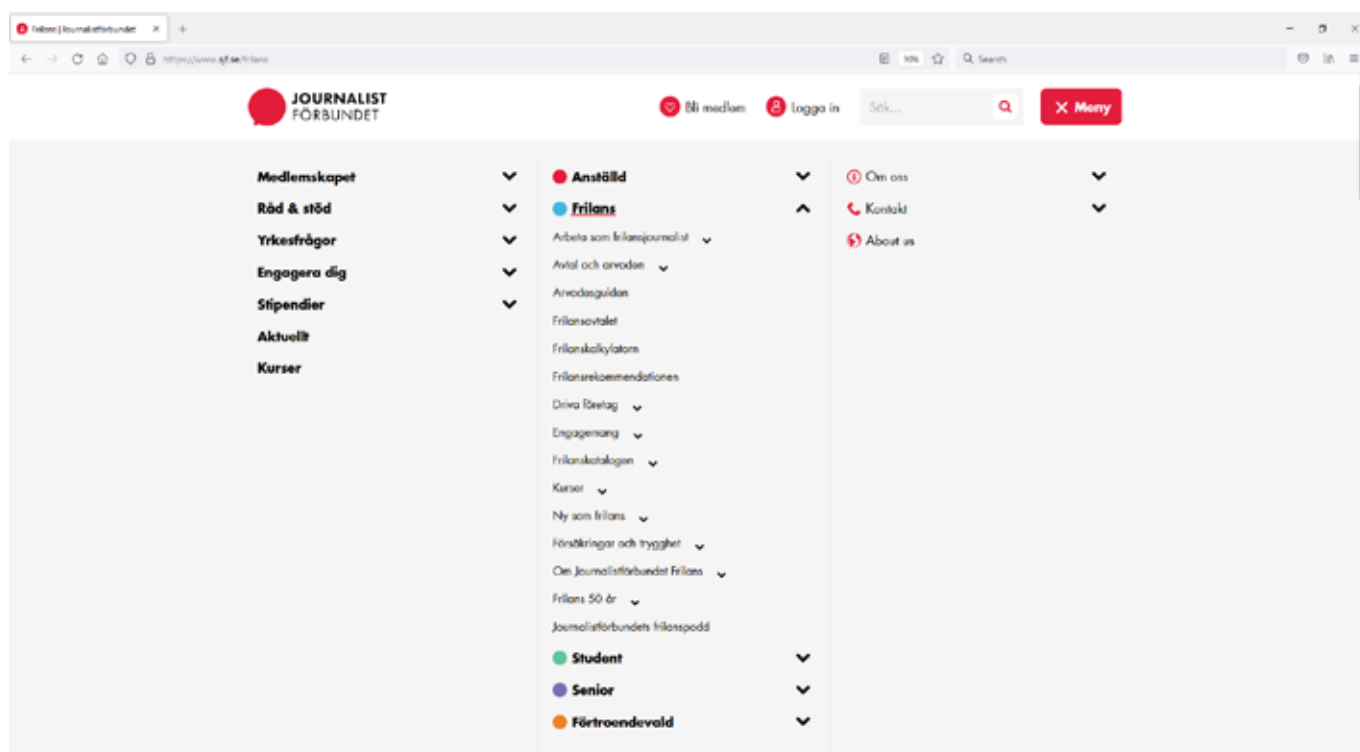 Frilans | Journalistförbundet
https://www.sjf.se/frilans
Search
JOURNALIST
FÖRBUNDET
Bli medlem
Logga in
Sök...
Meny
Medlemskapet
Råd & stöd
Yrkesfrågor
Engagera dig
Stipendier
Aktuellt
Kurser
Anställd
Frilans
Arbeta som frilansjournalist
Avtal och arvoden
Arvodesguiden
Frilansavtalet
Frilanskalkylatorn
Frilansrekommendationen
Driva företag
Engagemang
Frilanskatalogen
Kurser
Ny som frilans
Försäkringar och trygghet
Om Journalistförbundet Frilans
Frilans 50 år
Journalistförbundets frilanspodd
Student
Senior
Förtroendevald
Om oss
Kontakt
About us